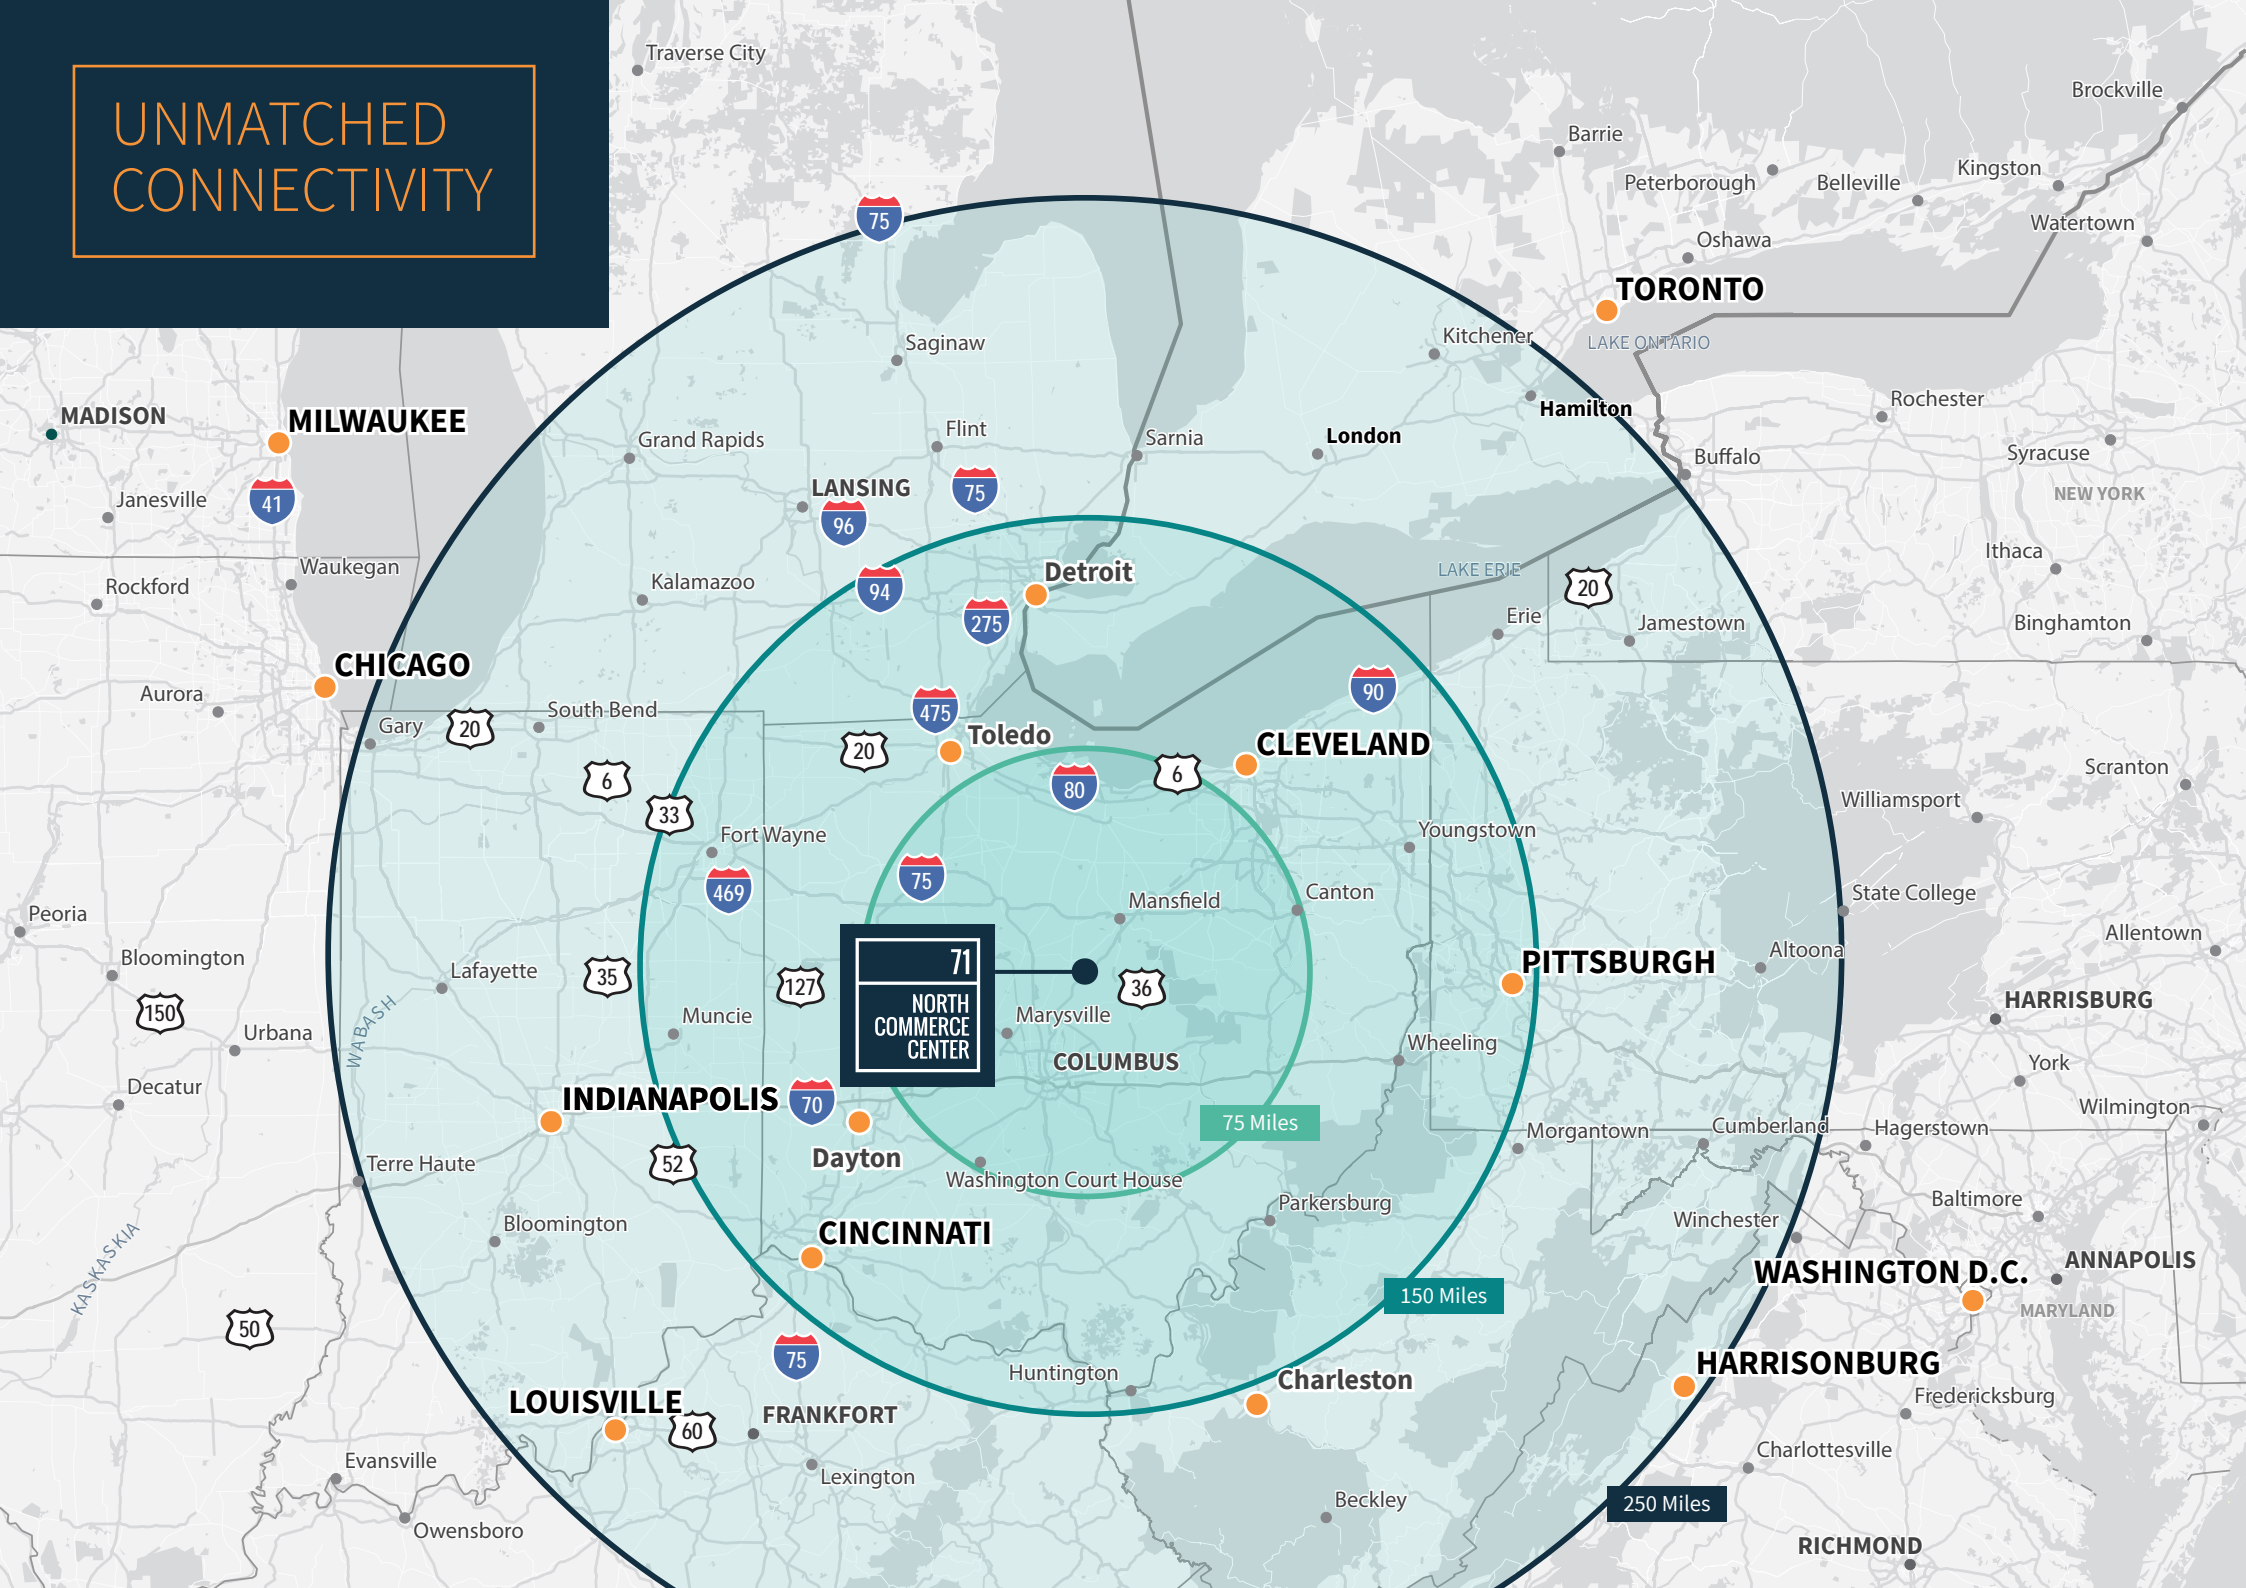 UNMATCHED
CONNECTIVITY
Traverse City
Brockville
Barrie
Peterborough
Belleville
Kingston
Watertown
75
Oshawa
TORONTO
LAKE ONTARIO
Kitchener
Saginaw
Rochester
Hamilton
MADISON
MILWAUKEE
Grand Rapids
Flint
Sarnia
London
Buffalo
Syracuse
NEW YORK
Janesville
41
LANSING
96
75
Ithaca
Waukegan
Rockford
Kalamazoo
94
Detroit
275
LAKE ERIE
20
Erie
Jamestown
Binghamton
CHICAGO
Aurora
Gary
20
South Bend
475
Toledo
20
90
CLEVELAND
6
33
80
6
Scranton
Williamsport
Fort Wayne
469
75
Youngstown
Mansfield
Canton
State College
Peoria
Bloomington
150
Lafayette
35
127
71
NORTH
COMMERCE
CENTER
36
PITTSBURGH
Altoona
Allentown
HARRISBURG
Urbana
WABASH
Muncie
Marysville
COLUMBUS
Wheeling
York
Decatur
INDIANAPOLIS
70
Dayton
75 Miles
Morgantown
Cumberland
Hagerstown
Wilmington
Terre Haute
52
Washington Court House
Parkersburg
Baltimore
Winchester
Bloomington
KASKASKIA
CINCINNATI
WASHINGTON D.C.
ANNAPOLIS
MARYLAND
150 Miles
50
75
Huntington
Charleston
HARRISONBURG
Fredericksburg
LOUISVILLE
60
FRANKFORT
Charlottesville
Evansville
Lexington
Beckley
250 Miles
Owensboro
RICHMOND